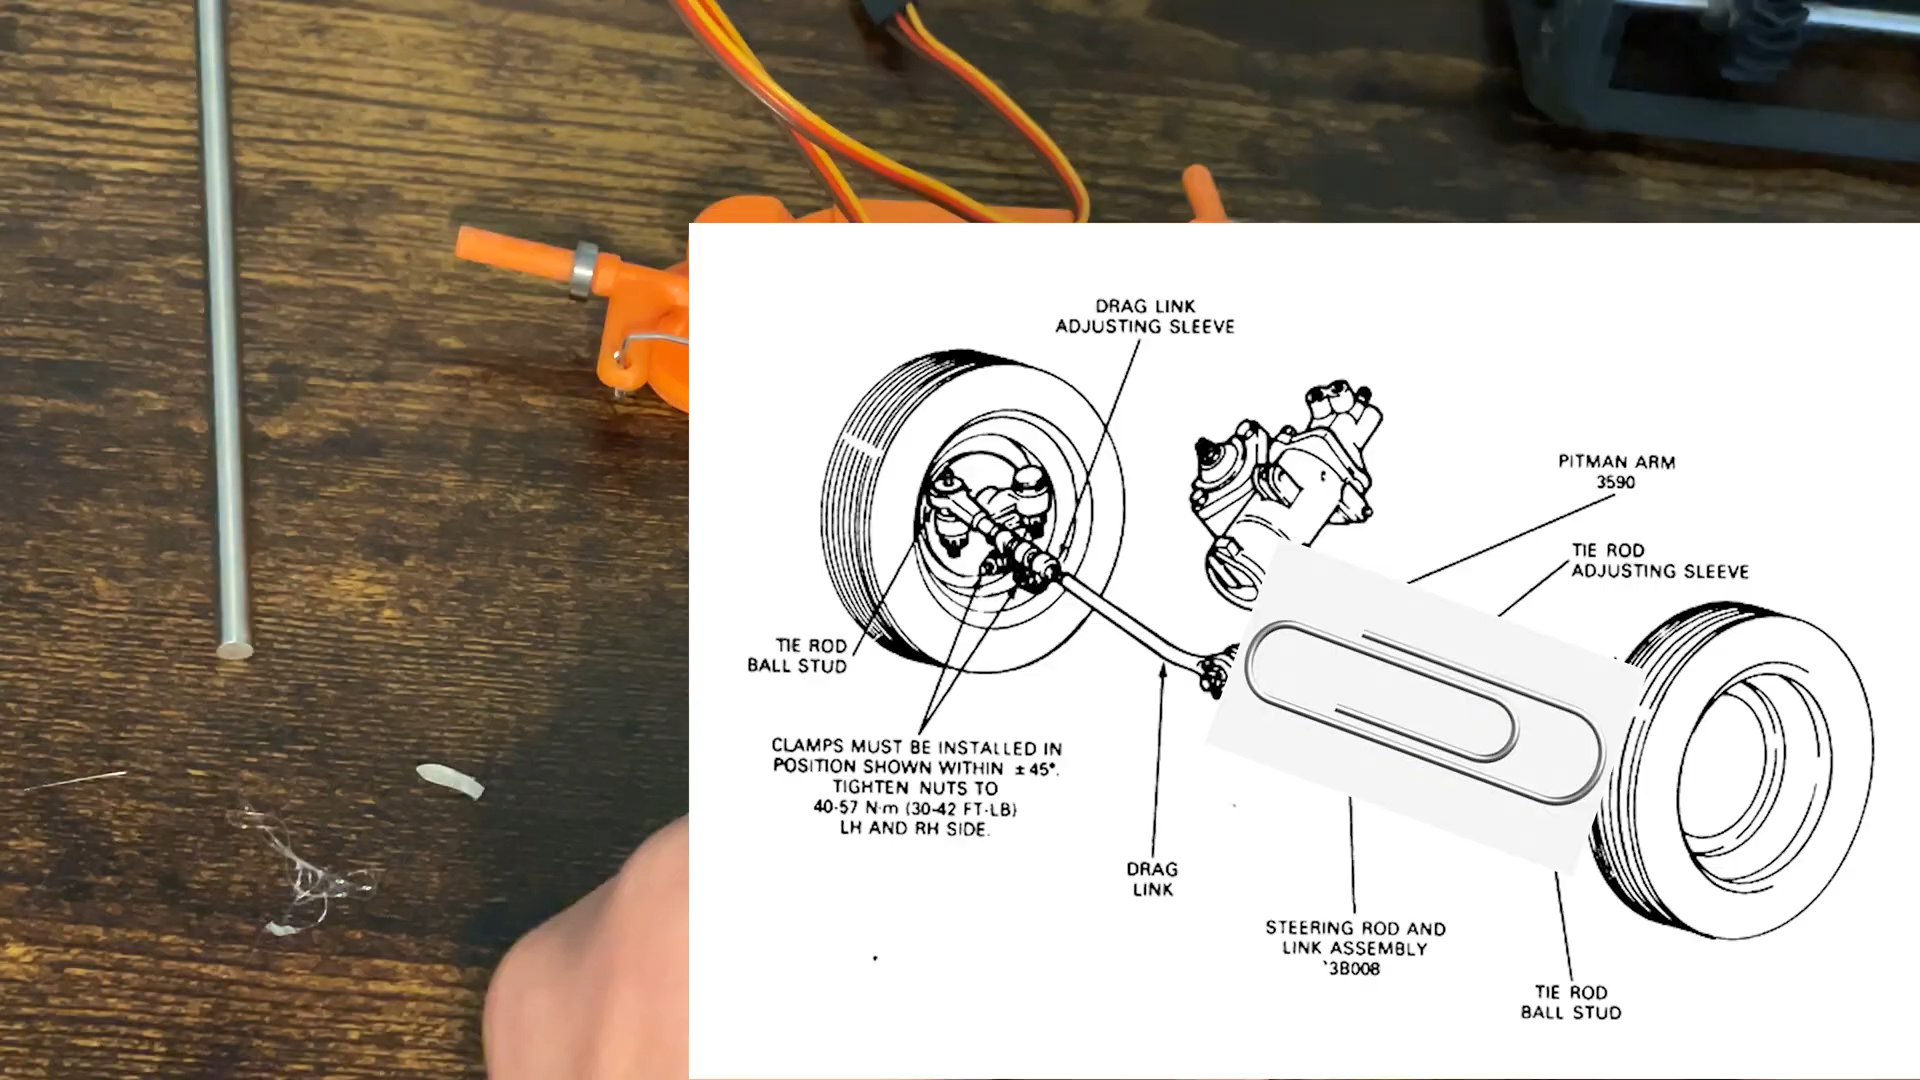 DRAG LINK
ADJUSTING SLEEVE
PITMAN ARM
3590
TIE ROD
ADJUSTING SLEEVE
TIE ROD
BALL STUD
CLAMPS MUST BE INSTALLED IN
POSITION SHOWN WITHIN ±45°.
TIGHTEN NUTS TO
40-57 N·m (30-42 FT-LB)
LH AND RH SIDE.
DRAG
LINK
STEERING ROD AND
LINK ASSEMBLY
3B008
TIE ROD
BALL STUD